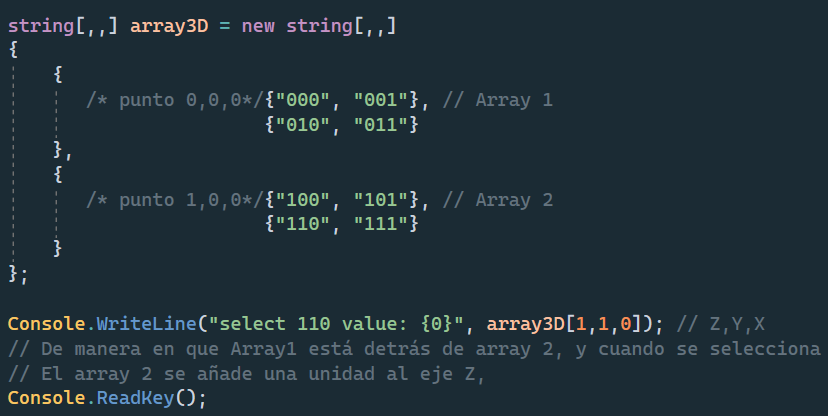 string[,,] array3D = new string[,,]
{
    {
       /* punto 0,0,0*/{"000", "001"}, // Array 1
                       {"010", "011"}
    },
    {
       /* punto 1,0,0*/{"100", "101"}, // Array 2
                       {"110", "111"}
    }
};

Console.WriteLine("select 110 value: {0}", array3D[1,1,0]); // Z,Y,X
// De manera en que Array1 está detrás de array 2, y cuando se selecciona
// El array 2 se añade una unidad al eje Z,
Console.ReadKey();